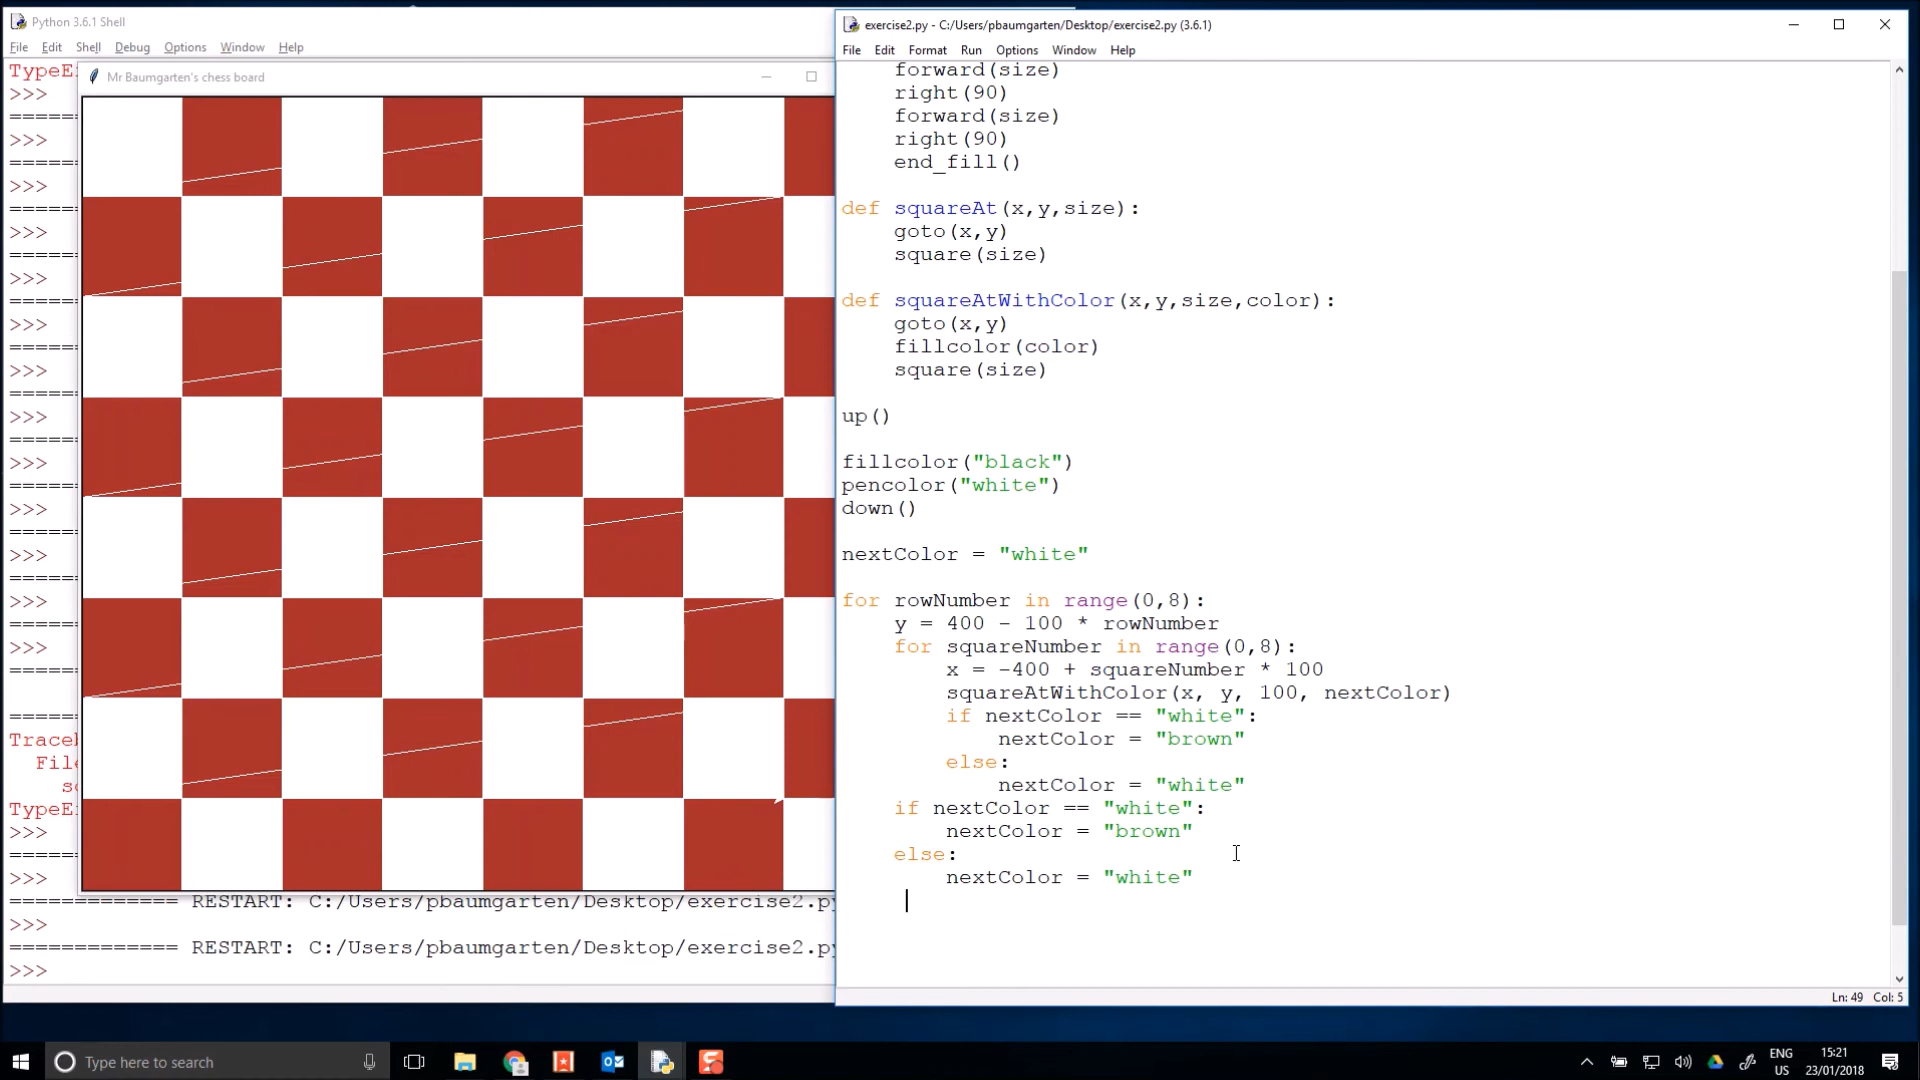 Python 3.6.1 Shell
File Edit Shell Debug Options Window Help
TypeE
>>>
=====
>>>
=====
>>>
=====
>>>
=====
>>>
=====
>>>
=====
>>>
=====
>>>
=====
>>>
=====
>>>
=====
>>>
=====
>>>
=====
>>>
=====
=====
Traceb
File
TypeE
>>>
=====
>>>
============= RESTART: C:/Users/pbaumgarten/Desktop/exercise2.py
>>>
============= RESTART: C:/Users/pbaumgarten/Desktop/exercise2.py
>>>
Mr Baumgarten's chess board
exercise2.py - C:/Users/pbaumgarten/Desktop/exercise2.py (3.6.1)
File Edit Format Run Options Window Help
forward(size)
right(90)
forward(size)
right(90)
end_fill()
def squareAt(x,y,size):
goto(x,y)
square(size)
def squareAtWithColor(x,y,size,color):
goto(x,y)
fillcolor(color)
square(size)
up()
fillcolor("black")
pencolor("white")
down()
nextColor = "white"
for rowNumber in range(0,8):
y = 400 - 100 * rowNumber
for squareNumber in range(0,8):
x = -400 + squareNumber * 100
squareAtWithColor(x, y, 100, nextColor)
if nextColor == "white":
nextColor = "brown"
else:
nextColor = "white"
if nextColor == "white":
nextColor = "brown"
else:
nextColor = "white"
Ln: 49 Col: 5
Type here to search
ENG
US
15:21
23/01/2018